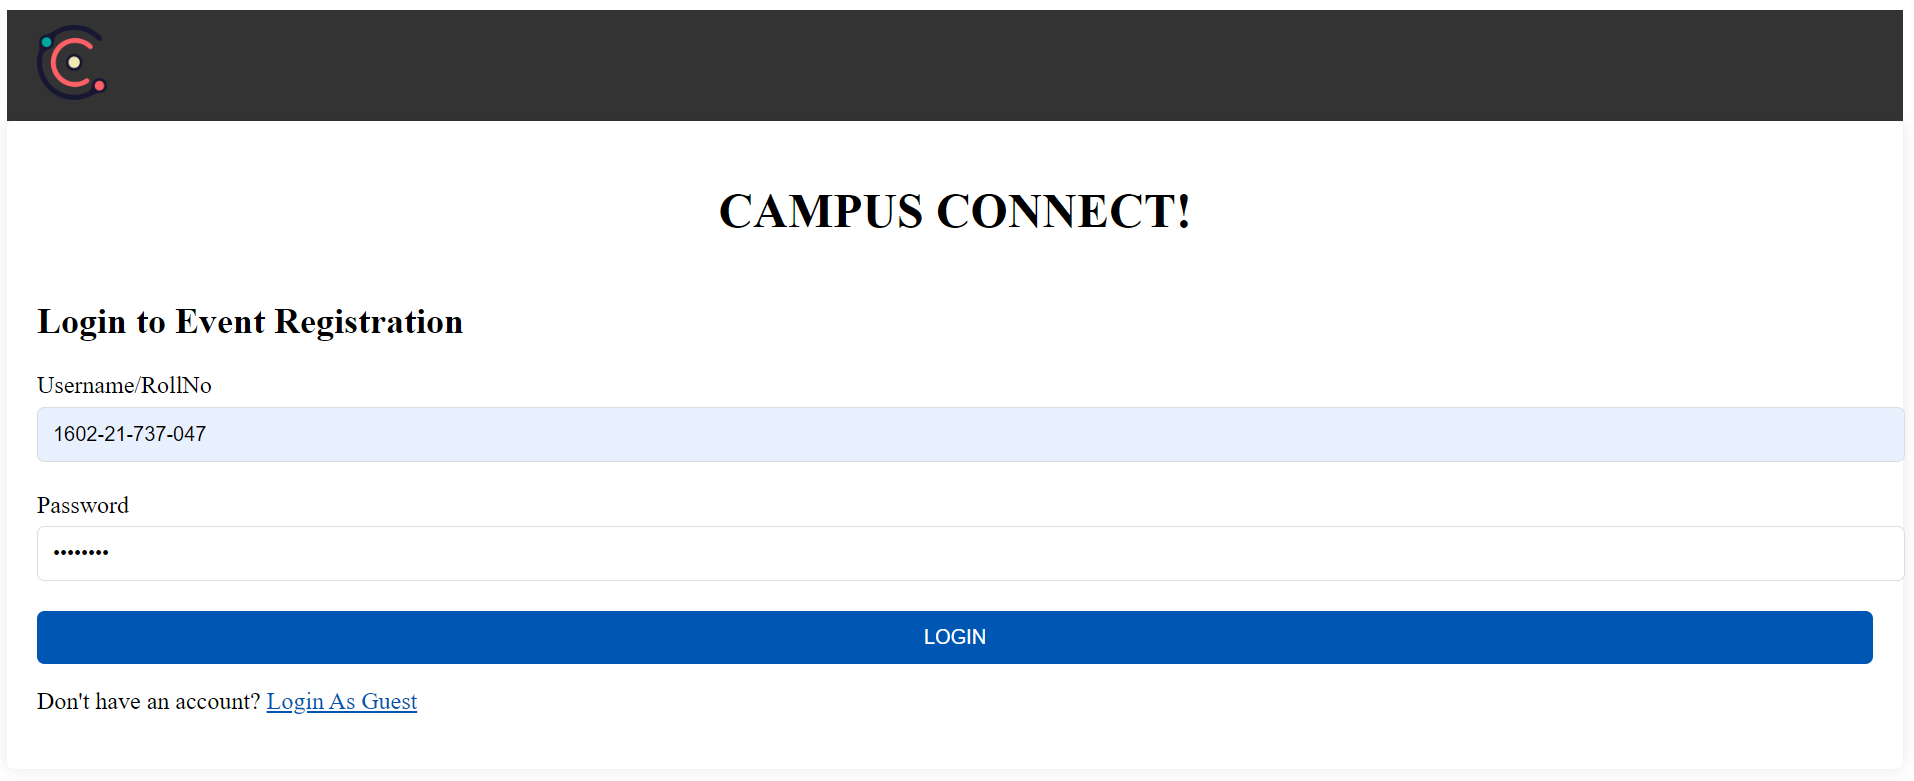 CAMPUS CONNECT!
Login to Event Registration
Username/RollNo
1602-21-737-047
Password
••••••••
LOGIN
Don't have an account? Login As Guest